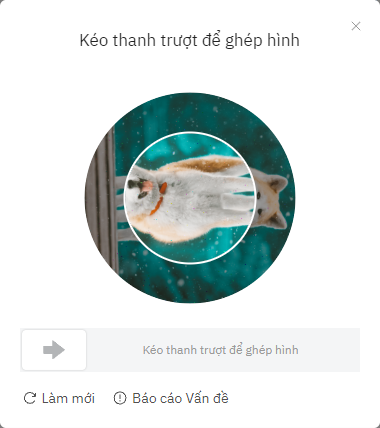 Kéo thanh trượt để ghép hình
Kéo thanh trượt để ghép hình
Làm mới
Báo cáo Vấn đề